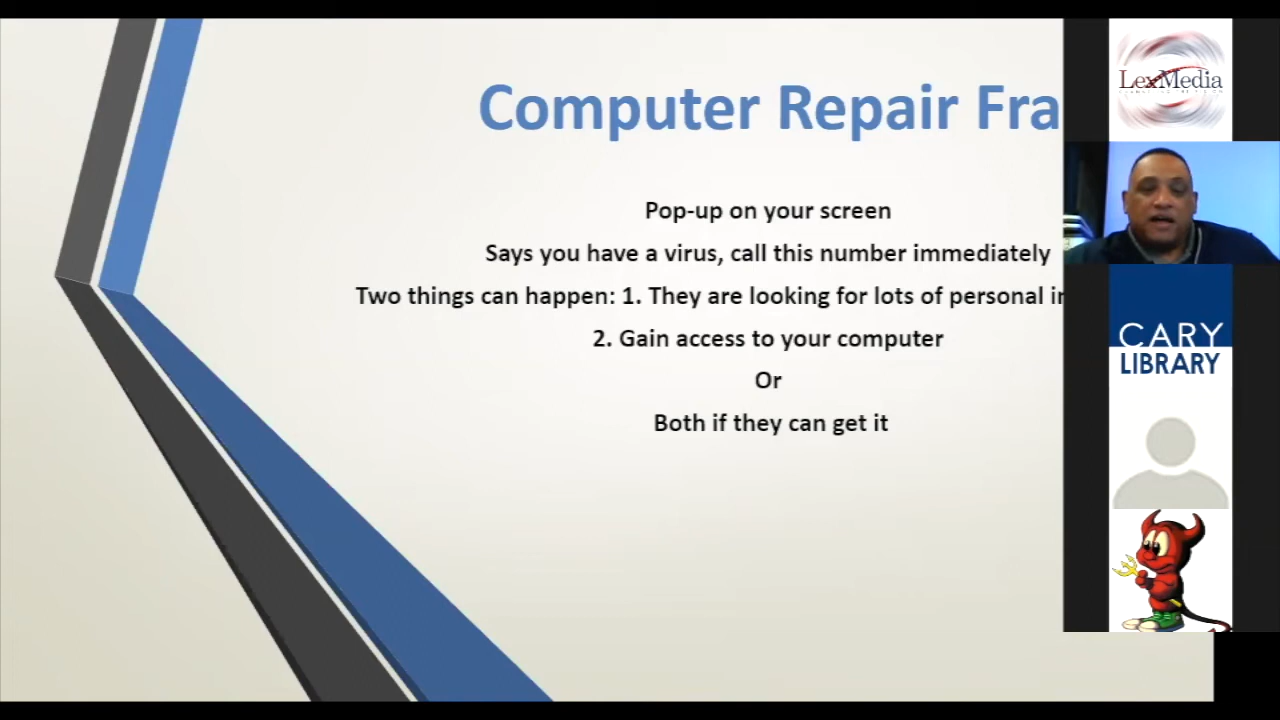 Computer Repair Fra
Pop-up on your screen
Says you have a virus, call this number immediately
Two things can happen: 1. They are looking for lots of personal
2. Gain access to your computer
Or
Both if they can get it
LexMedia
CARY
LIBRARY